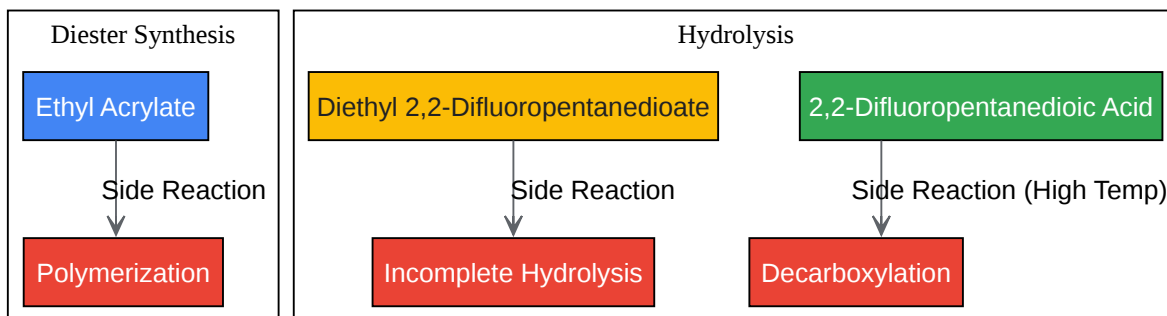 Diester Synthesis
Ethyl Acrylate
Side Reaction
Polymerization
Hydrolysis
Diethyl 2,2-Difluoropentanedioate
Side Reaction
Incomplete Hydrolysis
2,2-Difluoropentanedioic Acid
Side Reaction (High Temp)
Decarboxylation